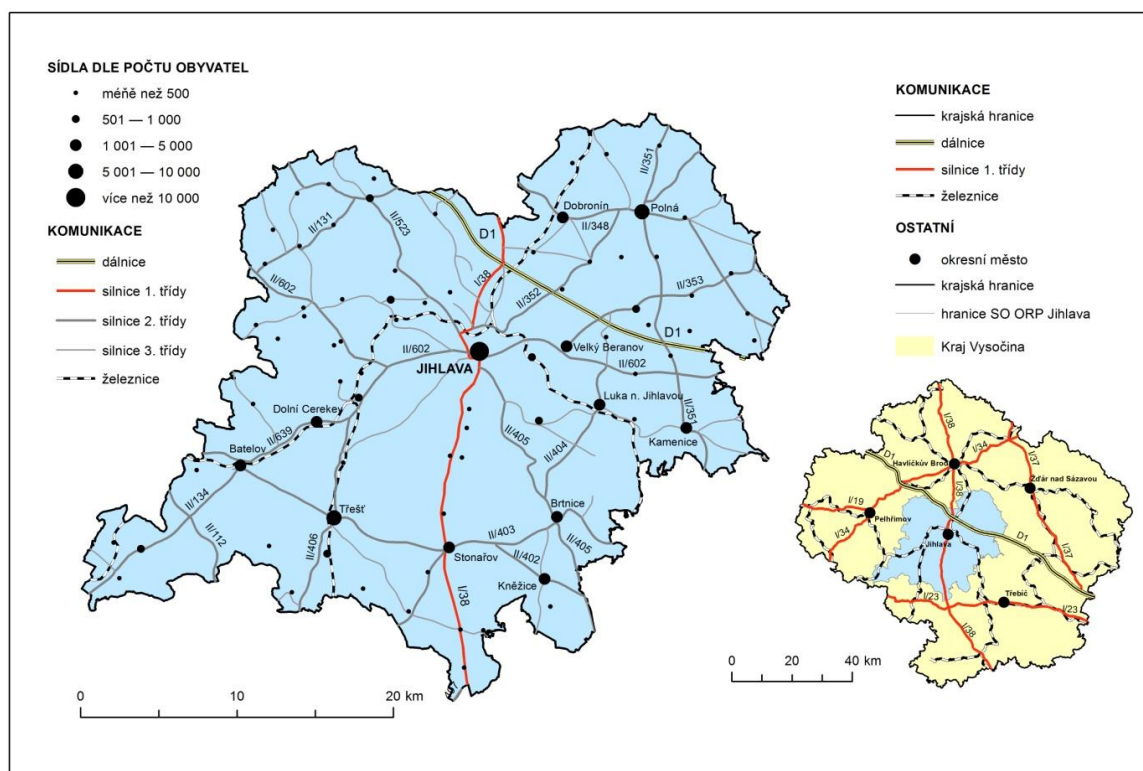 SÍDLA DLE POČTU OBYVATEL
méňě než 500
501 — 1 000
1 001 — 5 000
5 001 — 10 000
více než 10 000
KOMUNIKACE
dálnice
silnice 1. třídy
silnice 2. třídy
silnice 3. třídy
železnice
II/351
Dobronín
Polná
II/131
II/523
D1
II/348
II/602
I/38
II/352
II/353
D1
II/602
Velký Beranov
JIHLAVA
II/602
Dolní Cerekev
Luka n. Jihlavou
II/351
II/639
II/405
Kamenice
Batelov
II/404
II/134
Třešť
Brtnice
II/112
II/406
II/403
II/405
Stonařov
II/402
Kněžice
I/38
0
10
20 km
KOMUNIKACE
krajská hranice
dálnice
silnice 1. třídy
železnice
OSTATNÍ
okresní město
krajská hranice
hranice SO ORP Jihlava
Kraj Vysočina
I/38
D1
I/34
I/37
Havlíčkův Brod
Žďár nad Sázavou
I/19
I/38
Pelhřimov
I/34
Jihlava
D1
I/37
I/23
Třebíč
I/23
I/38
0
20
40 km